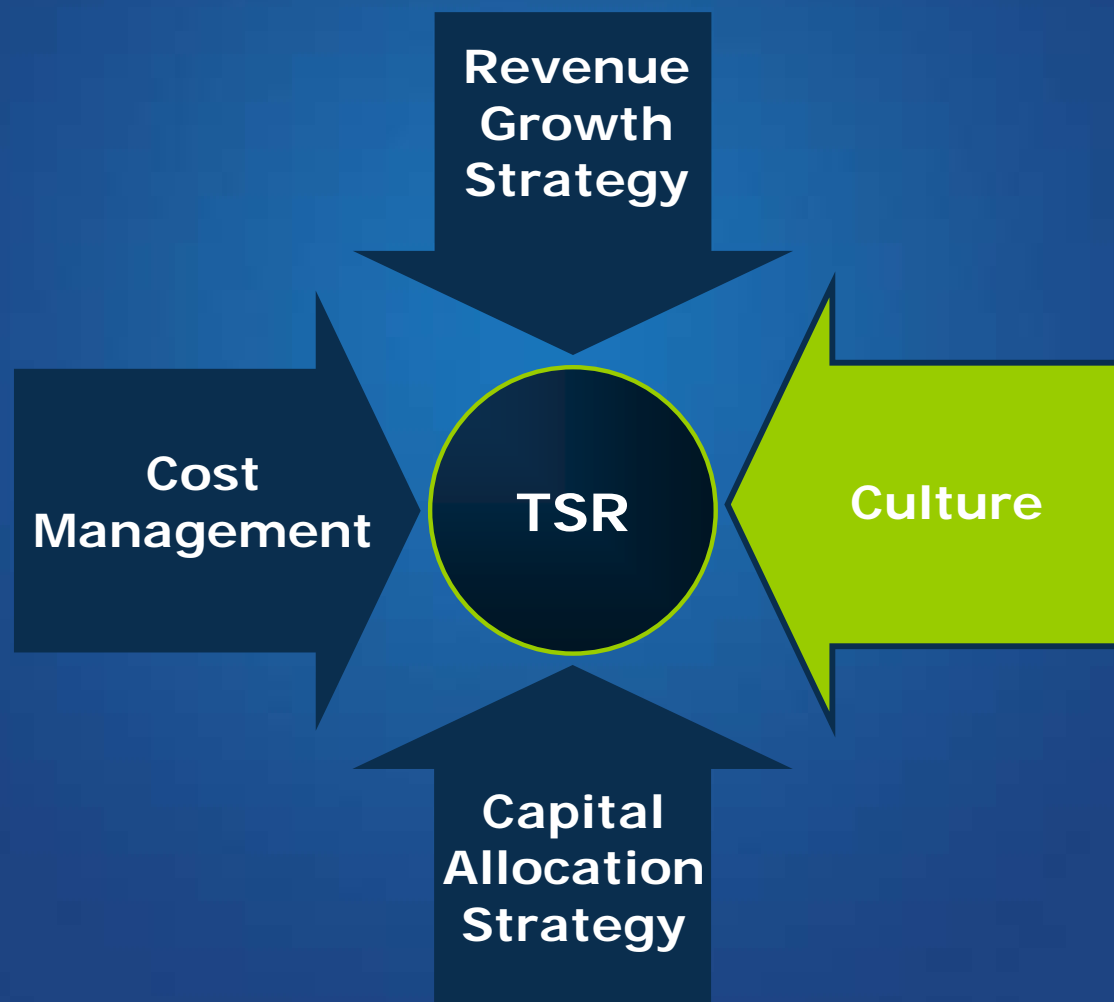 Revenue
Growth
Strategy
Cost
Management
TSR
Culture
Capital
Allocation
Strategy